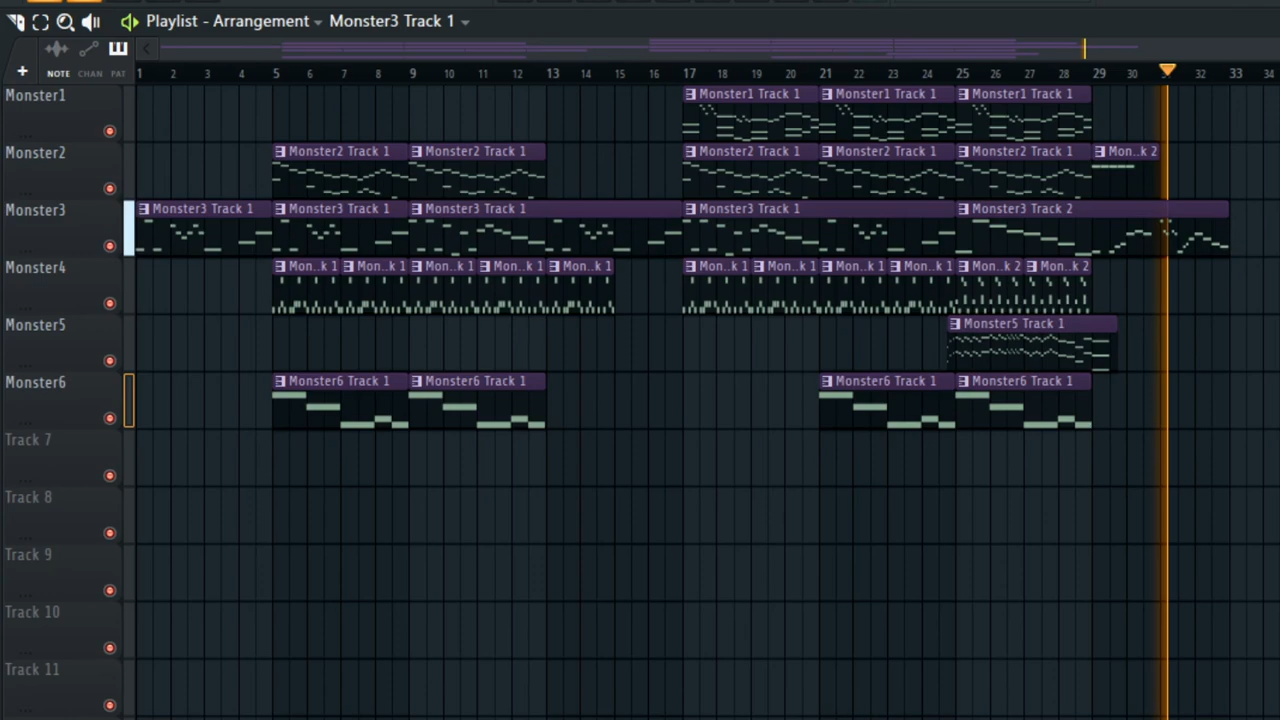 Playlist - Arrangement Monster3 Track 1
+ NOTE CHAN PAT
1 2 3 4 5 6 7 8 9 10 11 12 13 14 15 16 17 18 19 20 21 22 23 24 25 26 27 28 29 30 32 33 34
Monster1 Monster1 Track 1 Monster1 Track 1 Monster1 Track 1
Monster2 Monster2 Track 1 Monster2 Track 1 Monster2 Track 1 Monster2 Track 1 Monster2 Track 1 Mon..k 2
Monster3 Monster3 Track 1 Monster3 Track 1 Monster3 Track 1 Monster3 Track 1 Monster3 Track 2
Monster4 Mon..k 1 Mon..k 1 Mon..k 1 Mon..k 1 Mon..k 1 Mon..k 1 Mon..k 1 Mon..k 1 Mon..k 1 Mon..k 2 Mon..k 2
Monster5 Monster5 Track 1
Monster6 Monster6 Track 1 Monster6 Track 1 Monster6 Track 1 Monster6 Track 1
Track 7
Track 8
Track 9
Track 10
Track 11